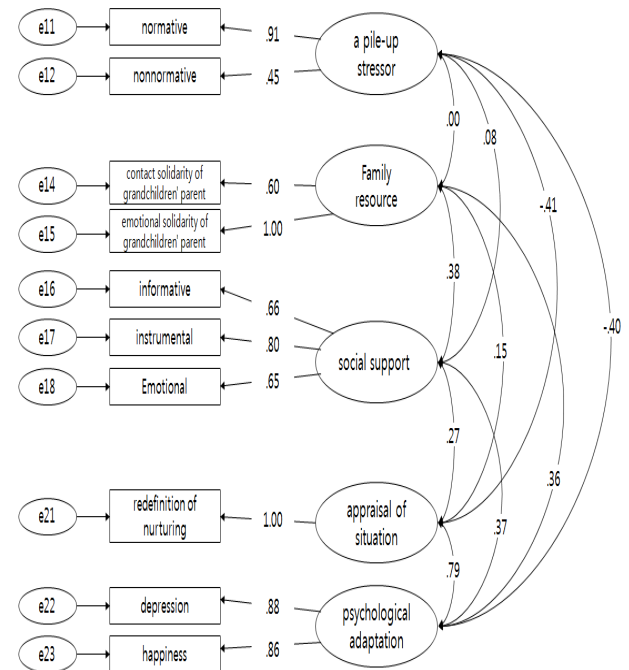 e11
normative
.91
a pile-up
stressor
e12
nonnormative
.45
.00
.08
e14
contact solidarity of
grandchildren' parent
.60
Family
resource
-.41
e15
emotional solidarity of
grandchildren' parent
1.00
e16
informative
.66
.38
-.40
e17
instrumental
.80
social support
.15
e18
Emotional
.65
.27
.36
e21
redefinition of
nurturing
1.00
appraisal of
situation
.37
.79
e22
depression
.88
psychological
adaptation
e23
happiness
.86